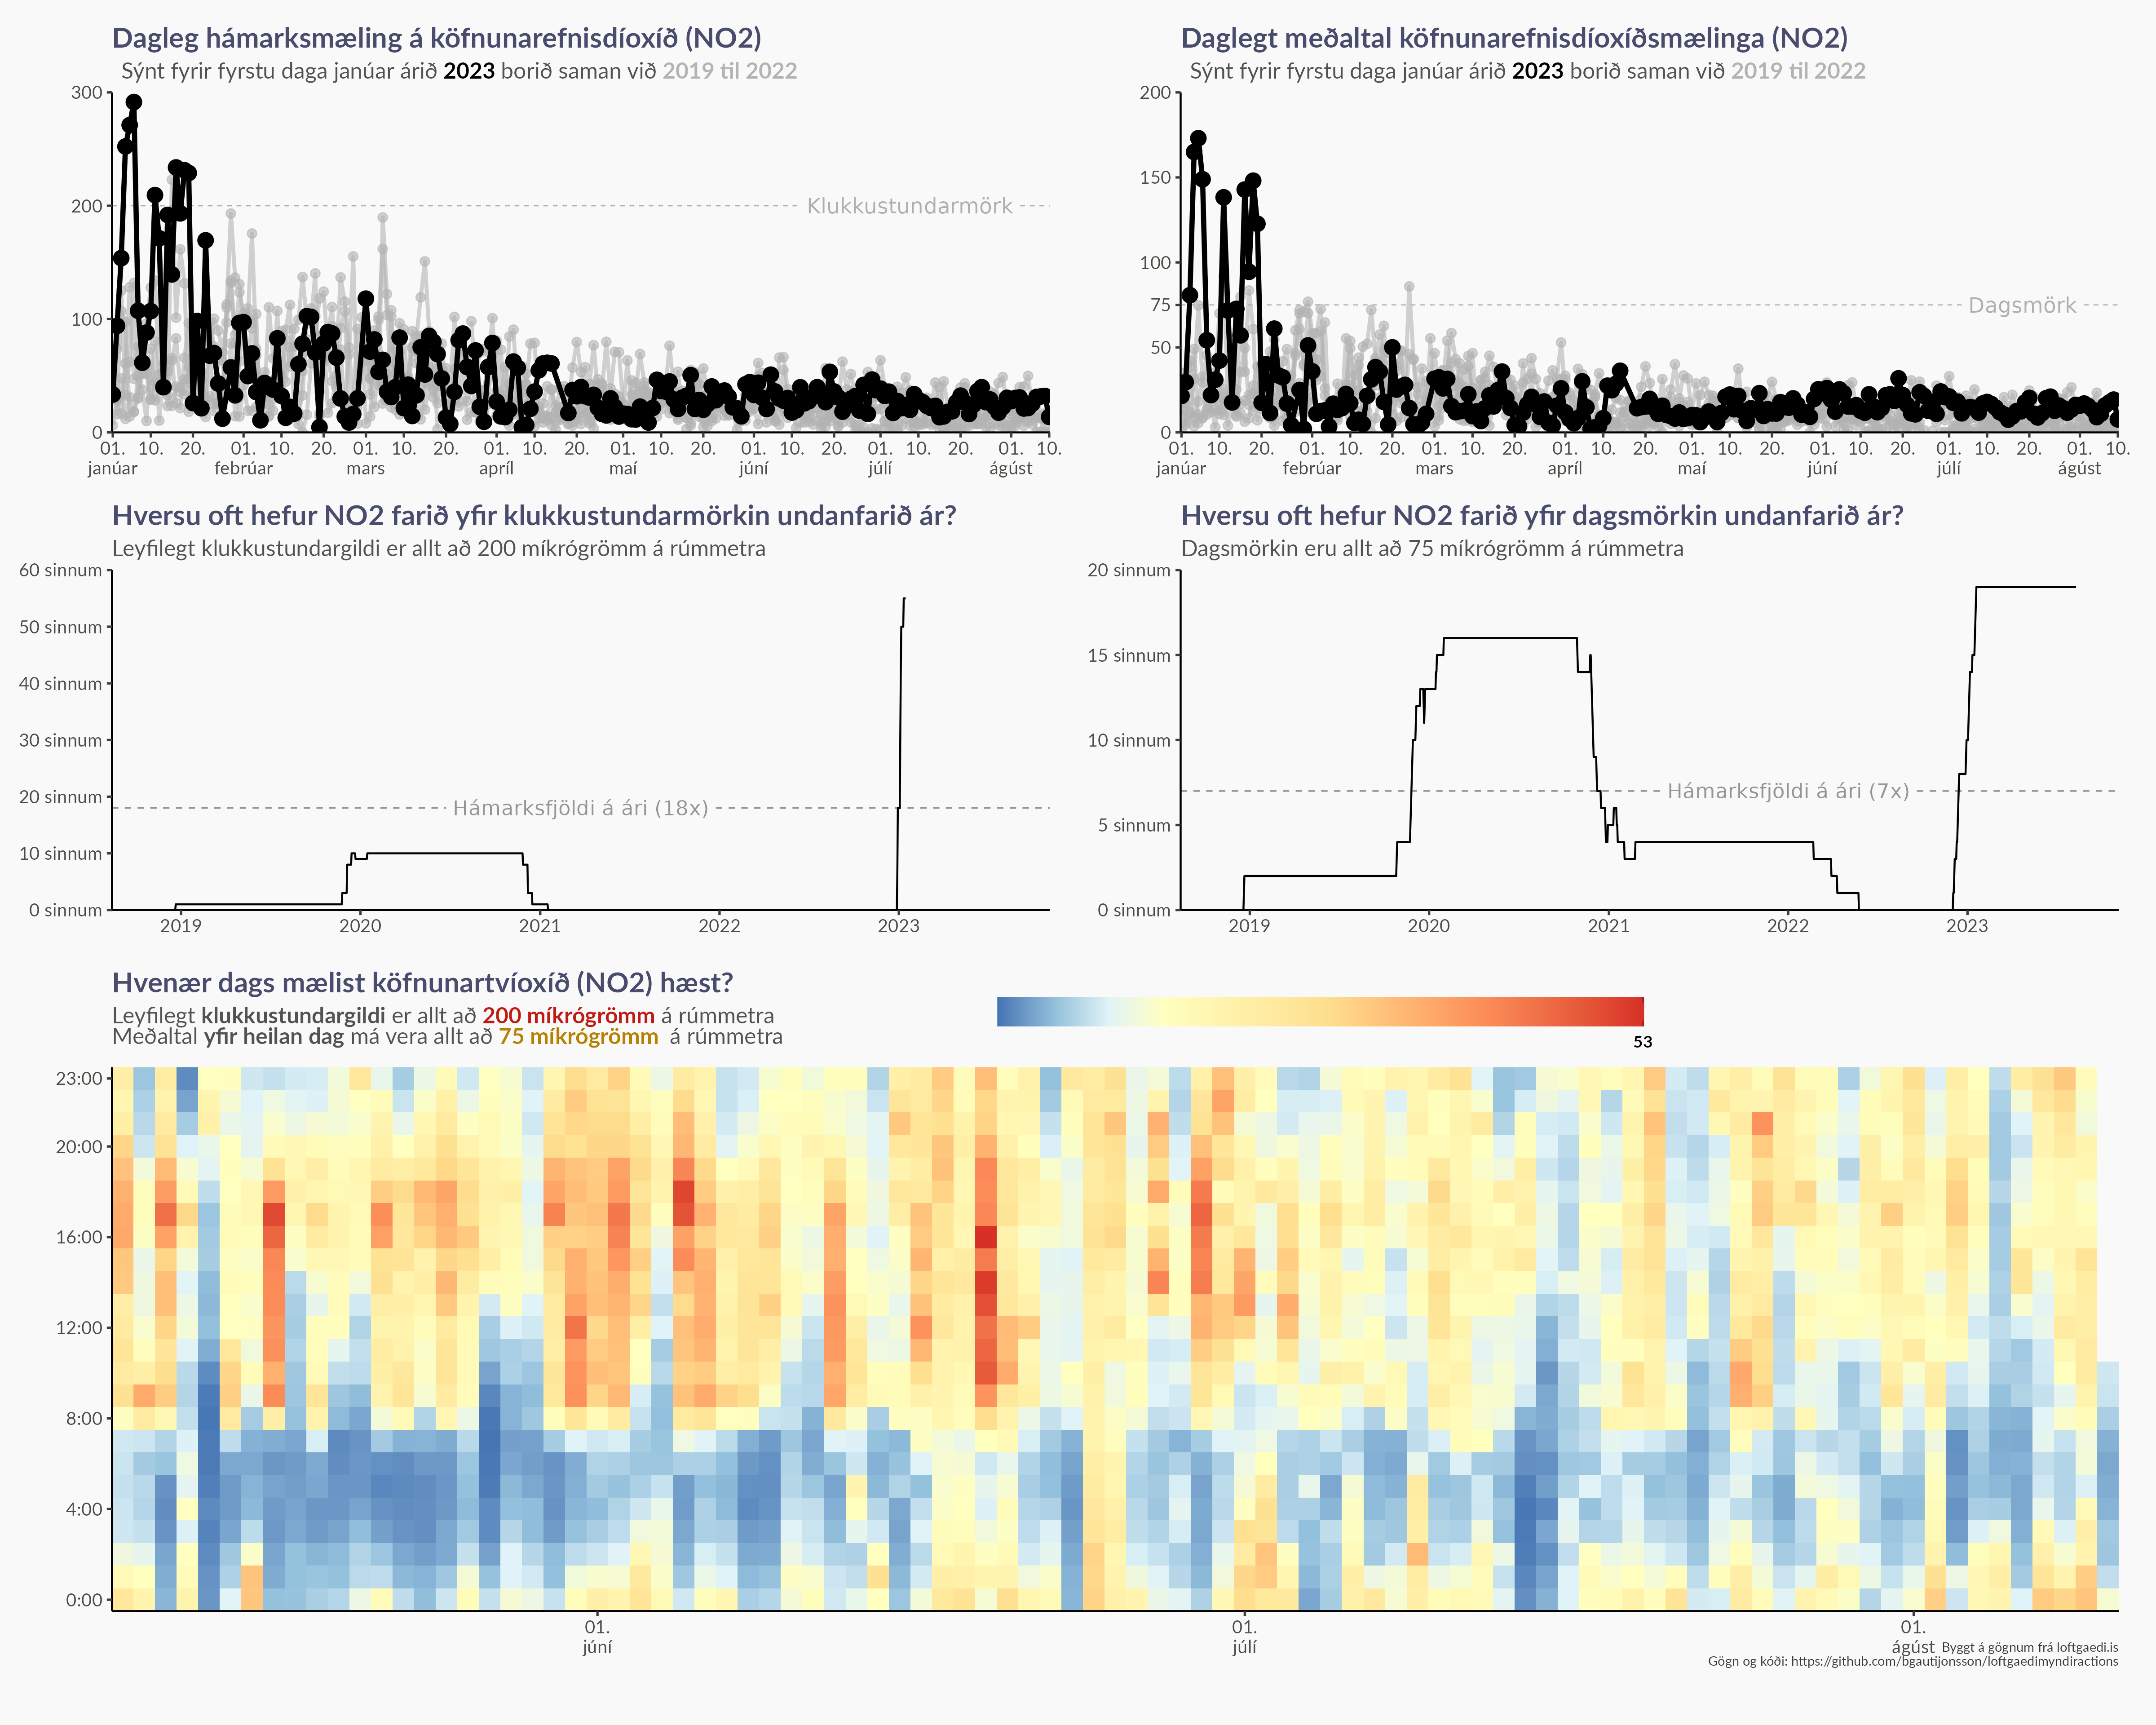 Dagleg hámarksmæling á köfnunarefnisdíoxíð (NO2)
Sýnt fyrir fyrstu daga janúar árið 2023 borið saman við 2019 til 2022
300
200
100
0
Klukkustundarmörk
01. 10. 20. 01. 10. 20. 01. 10. 20. 01. 10. 20. 01. 10. 20. 01. 10. 20. 01. 10. 20. 01. 10.
janúar febrúar mars apríl maí júní júlí ágúst
Daglegt meðaltal köfnunarefnisdíoxíðsmælinga (NO2)
Sýnt fyrir fyrstu daga janúar árið 2023 borið saman við 2019 til 2022
200
150
100
75
50
0
Dagsmörk
01. 10. 20. 01. 10. 20. 01. 10. 20. 01. 10. 20. 01. 10. 20. 01. 10. 20. 01. 10. 20. 01. 10.
janúar febrúar mars apríl maí júní júlí ágúst
Hversu oft hefur NO2 farið yfir klukkustundarmörkin undanfarið ár?
Leyfilegt klukkustundargildi er allt að 200 míkrógrömm á rúmmetra
60 sinnum
50 sinnum
40 sinnum
30 sinnum
20 sinnum
10 sinnum
0 sinnum
Hámarksfjöldi á ári (18x)
2019 2020 2021 2022 2023
Hversu oft hefur NO2 farið yfir dagsmörkin undanfarið ár?
Dagsmörkin eru allt að 75 míkrógrömm á rúmmetra
20 sinnum
15 sinnum
10 sinnum
5 sinnum
0 sinnum
Hámarksfjöldi á ári (7x)
2019 2020 2021 2022 2023
Hvenær dags mælist köfnunartvíoxíð (NO2) hæst?
Leyfilegt klukkustundargildi er allt að 200 míkrógrömm á rúmmetra
Meðaltal yfir heilan dag má vera allt að 75 míkrógrömm á rúmmetra
53
23:00
20:00
16:00
12:00
8:00
4:00
0:00
01. 01. 01.
júní júlí ágúst
Byggt á gögnum frá loftgaedi.is
Gögn og kóði: https://github.com/bgautijonsson/loftgaedimyndiractions